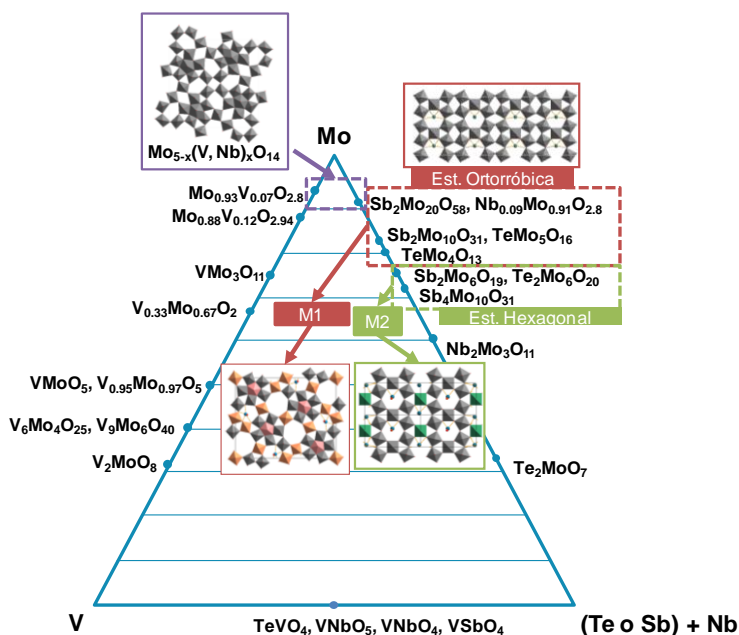 Mo
Mo₅₋ₓ(V, Nb)ₓO₁₄
Est. Ortorróbica
Mo₀.₉₃V₀.₀₇O₂.₈
Sb₂Mo₂₀O₅₈, Nb₀.₀₉Mo₀.₉₁O₂.₈
Mo₀.₈₈V₀.₁₂O₂.₉₄
Sb₂Mo₁₀O₃₁, TeMo₅O₁₆
TeMo₄O₁₃
VMo₃O₁₁
Sb₂Mo₆O₁₉, Te₂Mo₆O₂₀
Sb₄Mo₁₀O₃₁
V₀.₃₃Mo₀.₆₇O₂
M1
M2
Est. Hexagonal
Nb₂Mo₃O₁₁
VMoO₅, V₀.₉₅Mo₀.₉₇O₅
V₆Mo₄O₂₅, V₉Mo₆O₄₀
V₂MoO₈
Te₂MoO₇
V
TeVO₄, VNbO₅, VNbO₄, VSbO₄
(Te o Sb) + Nb